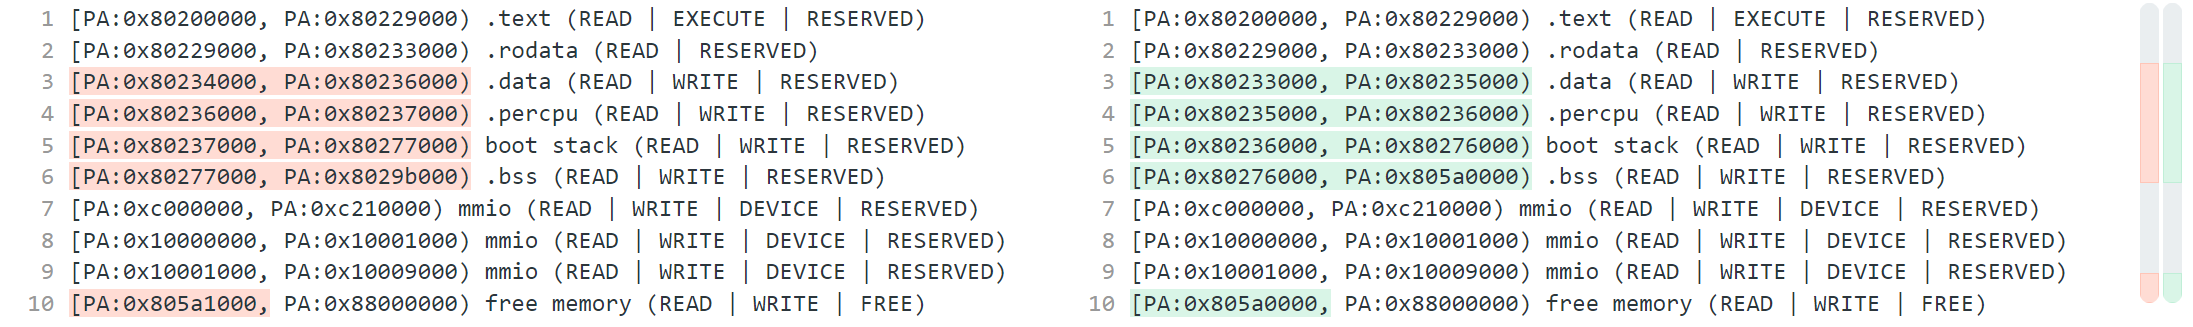 1 [PA:0x80200000, PA:0x80229000) .text (READ | EXECUTE | RESERVED)
2 [PA:0x80229000, PA:0x80233000) .rodata (READ | RESERVED)
3 [PA:0x80234000, PA:0x80236000) .data (READ | WRITE | RESERVED)
4 [PA:0x80236000, PA:0x80237000) .percpu (READ | WRITE | RESERVED)
5 [PA:0x80237000, PA:0x80277000) boot stack (READ | WRITE | RESERVED)
6 [PA:0x80277000, PA:0x8029b000) .bss (READ | WRITE | RESERVED)
7 [PA:0xc000000, PA:0xc210000) mmio (READ | WRITE | DEVICE | RESERVED)
8 [PA:0x10000000, PA:0x10001000) mmio (READ | WRITE | DEVICE | RESERVED)
9 [PA:0x10001000, PA:0x10009000) mmio (READ | WRITE | DEVICE | RESERVED)
10 [PA:0x805a1000, PA:0x88000000) free memory (READ | WRITE | FREE)
1 [PA:0x80200000, PA:0x80229000) .text (READ | EXECUTE | RESERVED)
2 [PA:0x80229000, PA:0x80233000) .rodata (READ | RESERVED)
3 [PA:0x80233000, PA:0x80235000) .data (READ | WRITE | RESERVED)
4 [PA:0x80235000, PA:0x80236000) .percpu (READ | WRITE | RESERVED)
5 [PA:0x80236000, PA:0x80276000) boot stack (READ | WRITE | RESERVED)
6 [PA:0x80276000, PA:0x805a0000) .bss (READ | WRITE | RESERVED)
7 [PA:0xc000000, PA:0xc210000) mmio (READ | WRITE | DEVICE | RESERVED)
8 [PA:0x10000000, PA:0x10001000) mmio (READ | WRITE | DEVICE | RESERVED)
9 [PA:0x10001000, PA:0x10009000) mmio (READ | WRITE | DEVICE | RESERVED)
10 [PA:0x805a0000, PA:0x88000000) free memory (READ | WRITE | FREE)